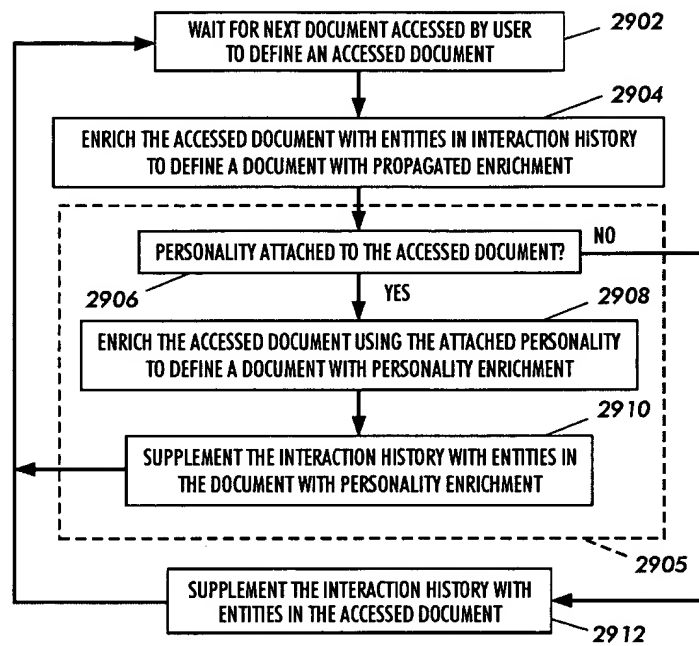 WAIT FOR NEXT DOCUMENT ACCESSED BY USER
TO DEFINE AN ACCESSED DOCUMENT
2902
2904
ENRICH THE ACCESSED DOCUMENT WITH ENTITIES IN INTERACTION HISTORY
TO DEFINE A DOCUMENT WITH PROPAGATED ENRICHMENT
PERSONALITY ATTACHED TO THE ACCESSED DOCUMENT?
NO
2906
YES
2908
ENRICH THE ACCESSED DOCUMENT USING THE ATTACHED PERSONALITY
TO DEFINE A DOCUMENT WITH PERSONALITY ENRICHMENT
2910
SUPPLEMENT THE INTERACTION HISTORY WITH ENTITIES IN
THE DOCUMENT WITH PERSONALITY ENRICHMENT
2905
SUPPLEMENT THE INTERACTION HISTORY WITH
ENTITIES IN THE ACCESSED DOCUMENT
2912